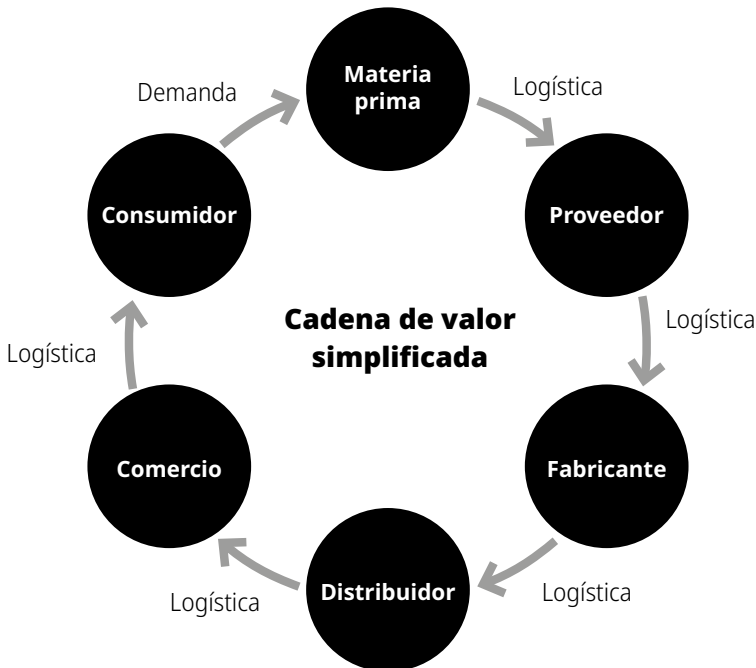 Materia
prima
Logística
Proveedor
Logística
Fabricante
Logística
Distribuidor
Logística
Comercio
Logística
Consumidor
Demanda
Cadena de valor
simplificada